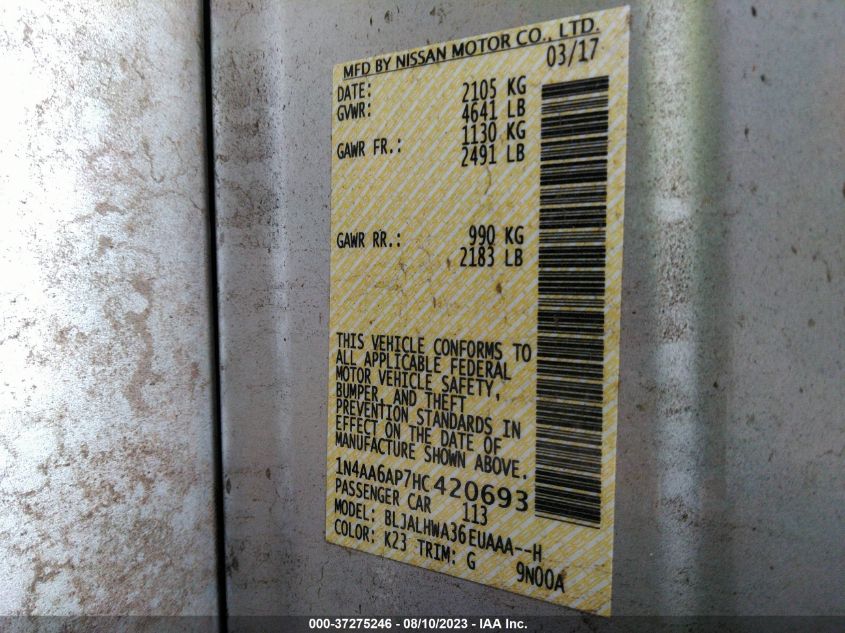 MFD BY NISSAN MOTOR CO., LTD.
03/17
DATE: 2105 KG
GVWR: 4641 LB
1130 KG
GAWR FR.: 2491 LB
GAWR RR.: 990 KG
2183 LB
THIS VEHICLE CONFORMS TO
ALL APPLICABLE FEDERAL
MOTOR VEHICLE SAFETY,
BUMPER, AND THEFT
PREVENTION STANDARDS IN
EFFECT ON THE DATE OF
MANUFACTURE SHOWN ABOVE.
1N4AA6AP7HC420693
PASSENGER CAR 113
MODEL: BLJALHWA36EUAAA--H
COLOR: K23 TRIM: G 9N00A
000-37275246 - 08/10/2023 - IAA Inc.